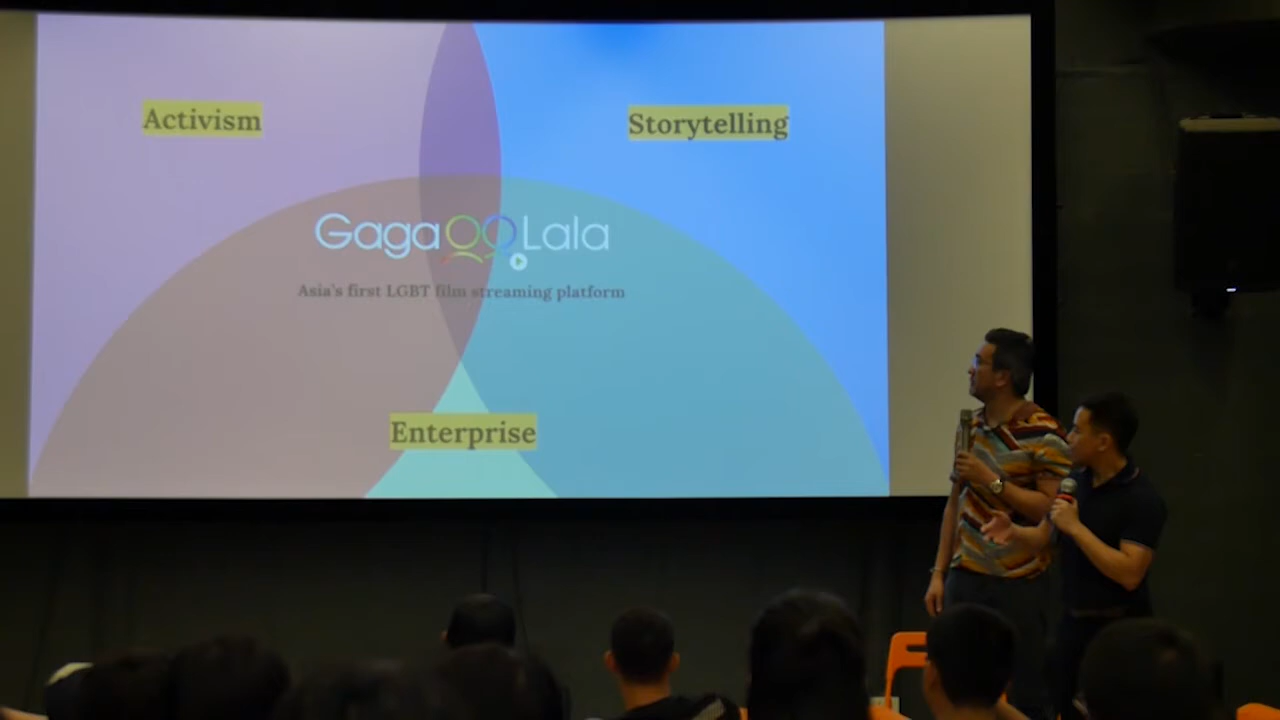 Activism
Storytelling
GagaOOLala
Asia's first LGBT film streaming platform
Enterprise